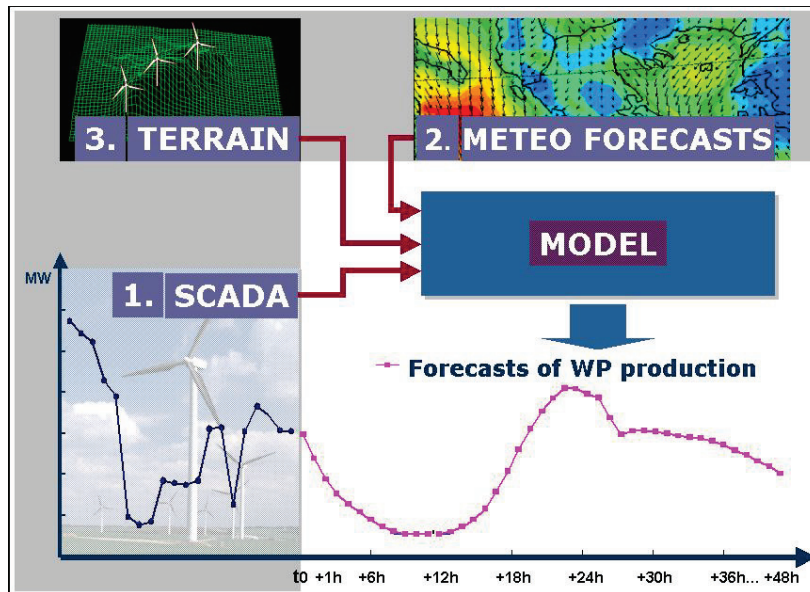 3. TERRAIN
2. METEO FORECASTS
MODEL
MW
1. SCADA
Forecasts of WP production
t0 +1h +6h +12h +18h +24h +30h +36h... +48h